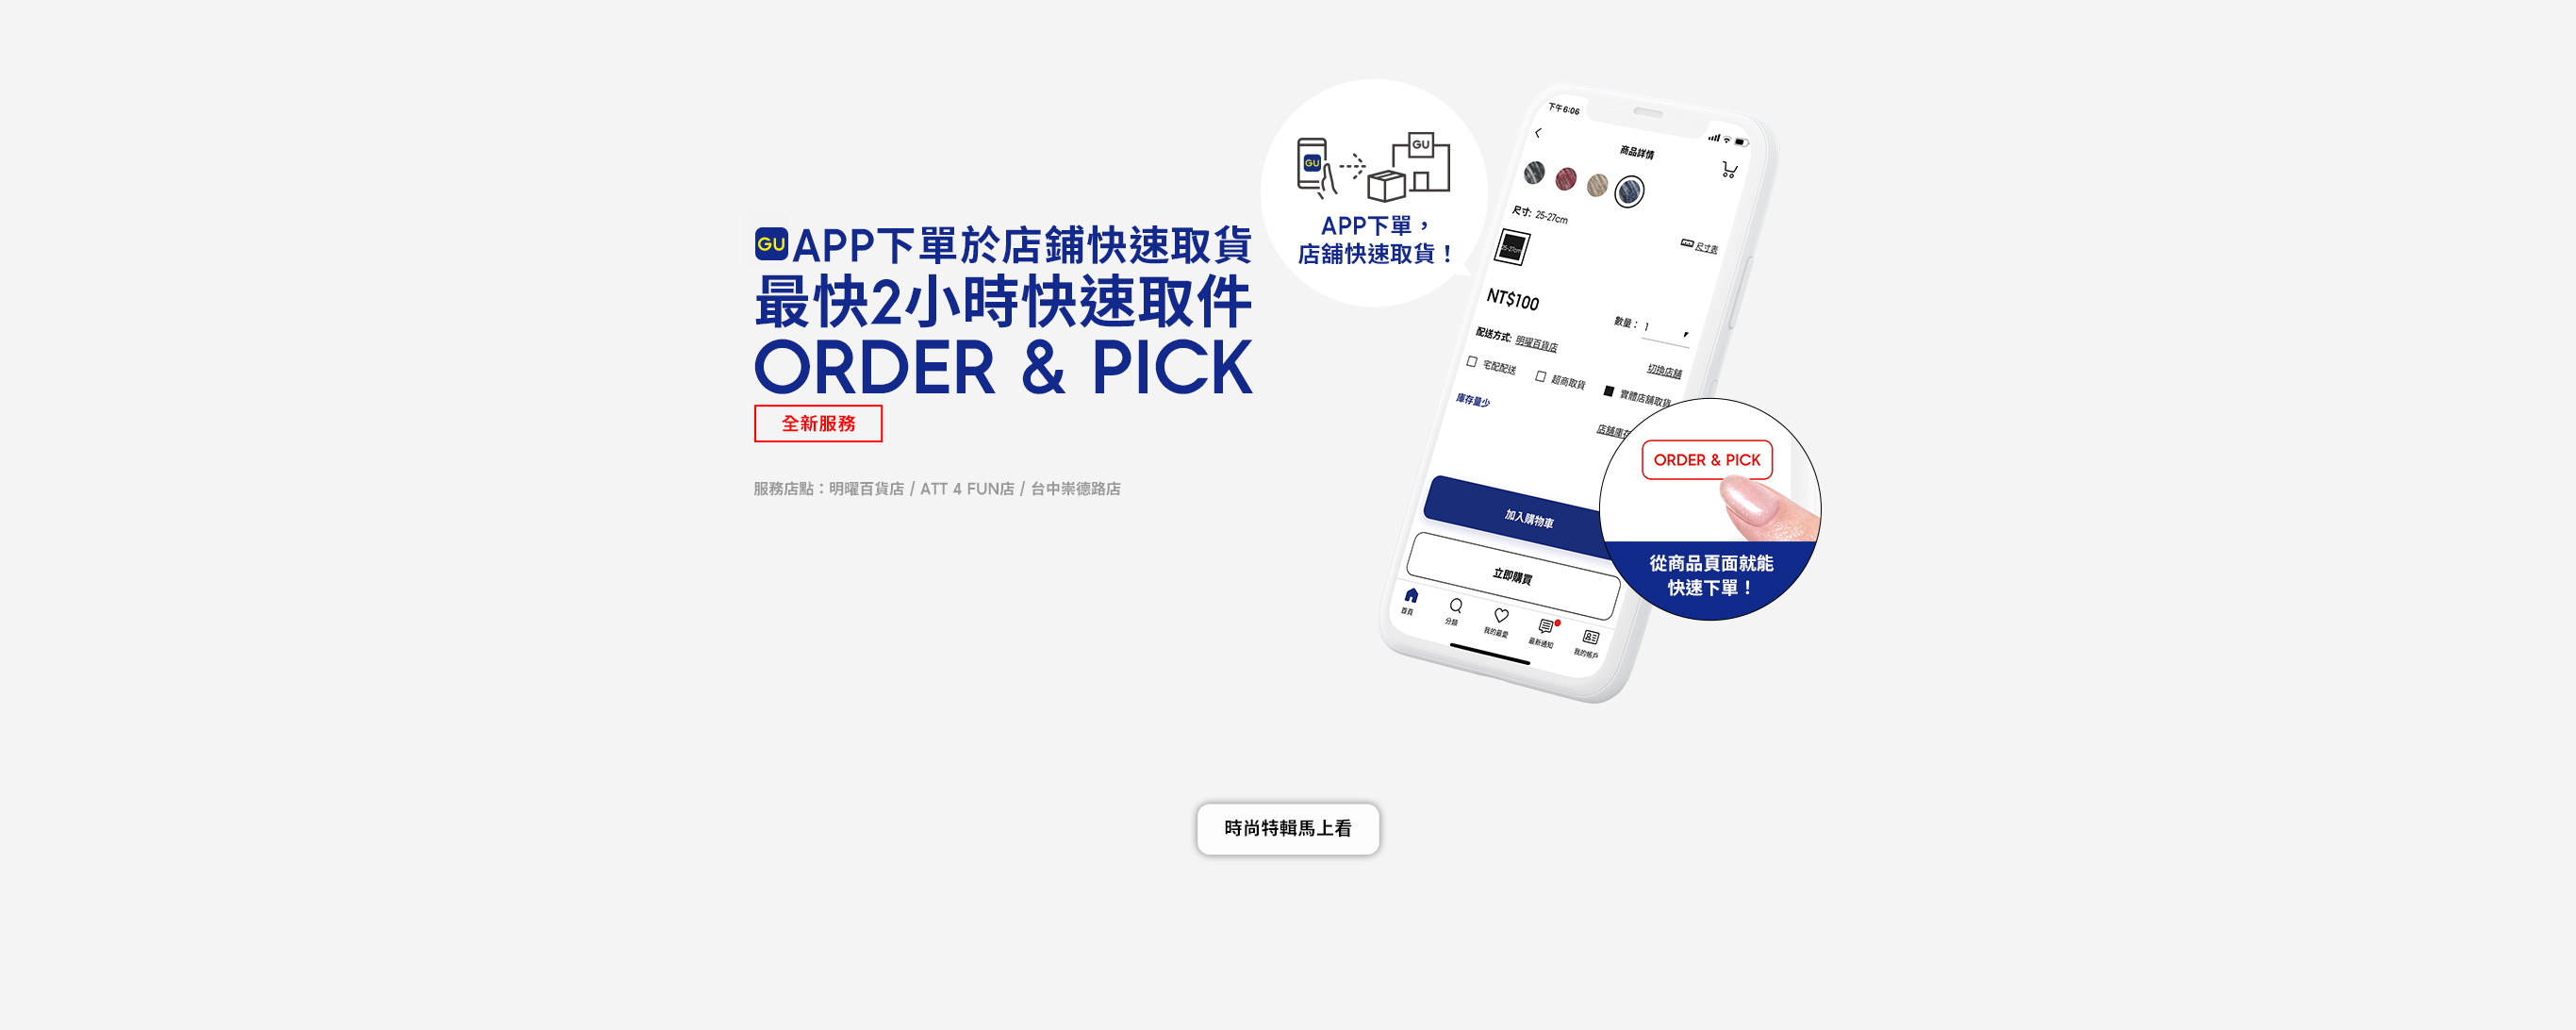 GU APP下單於店鋪快速取貨
最快2小時快速取件
ORDER & PICK
全新服務
服務店點：明曜百貨店 / ATT 4 FUN店 / 台中崇德路店
GU
GU
APP下單，
店舖快速取貨！
下午6:06
商品詳情
尺寸: 25-27cm
尺寸表
25-27cm
NT$100
數量： 1
配送方式: 明曜百貨店
切換店舖
宅配配送
超商取貨
實體店舖取貨
庫存量少
店舖庫存
加入購物車
立即購買
首頁
分類
我的最愛
最新通知
我的帳戶
ORDER & PICK
從商品頁面就能
快速下單！
時尚特輯馬上看